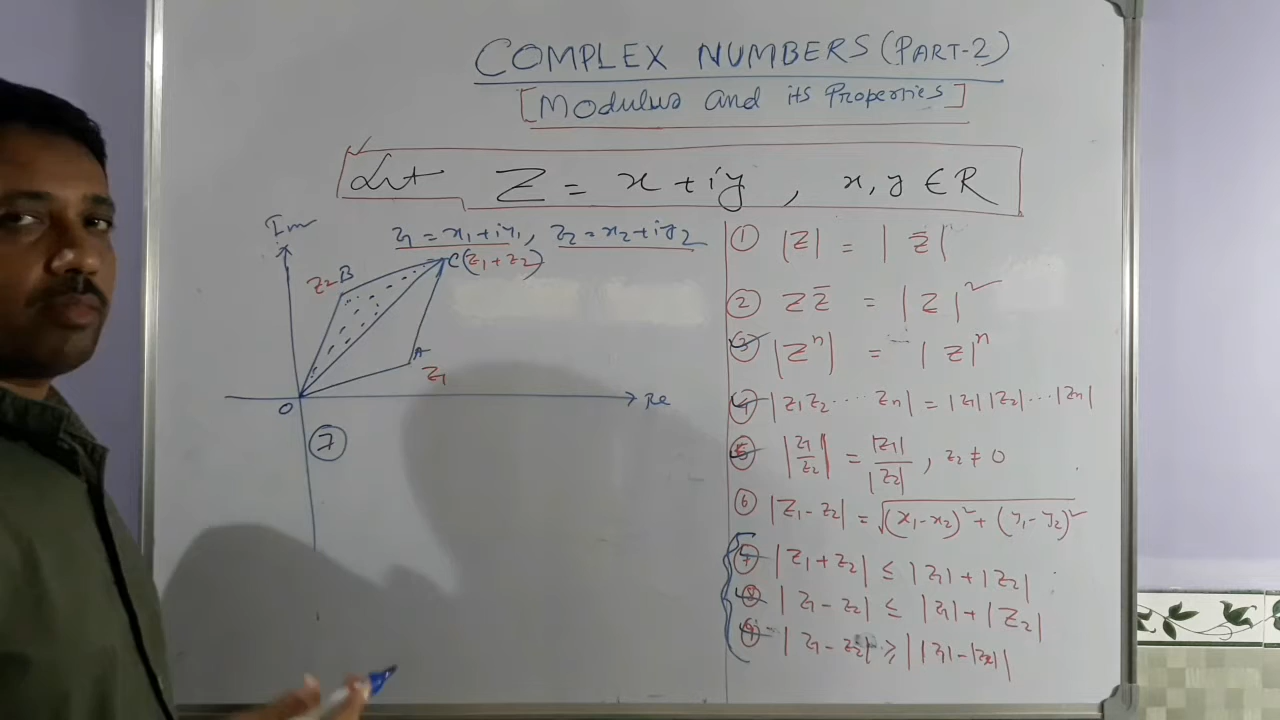 COMPLEX NUMBERS (PART-2)
[Modulus and its Properties]
Let Z = x + iy , x, y ∈ R
Im
z₁ = x₁ + iy₁, z₂ = x₂ + iy₂
C(z₁ + z₂)
z₂ B
A
z₁
O
Re
⑦
① |z| = |z̄|
② z z̄ = |z|²
③ |zⁿ| = |z|ⁿ
④ |z₁z₂ ⋯ zₙ| = |z₁||z₂| ⋯ |zₙ|
⑤ |z₁/z₂| = |z₁|/|z₂| , z₂ ≠ 0
⑥ |z₁ - z₂| = √((x₁ - x₂)² + (y₁ - y₂)²)
⑦ |z₁ + z₂| ≤ |z₁| + |z₂|
⑧ |z₁ - z₂| ≤ |z₁| + |z₂|
⑨ |z₁ - z₂| ≥ ||z₁| - |z₂||